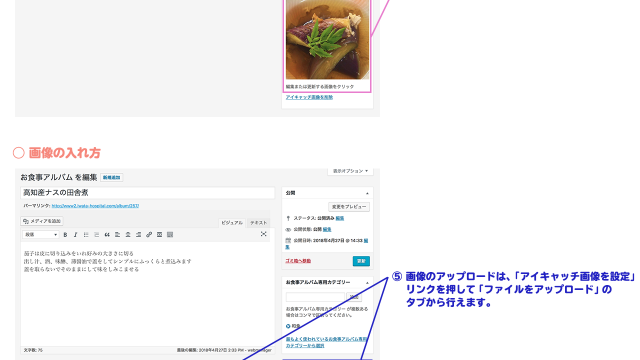 編集または更新する画像をクリック
アイキャッチ画像を削除
○ 画像の入れ方
表示オプション ▼
お食事アルバム を編集 新規追加
高知産ナスの田舎煮
パーマリンク: http://www2.iwata-hospital.com/album/257/
メディアを追加
ビジュアル テキスト
段落
茄子は皮に切り込みをいれ好みの大きさに切る
出し汁、酒、味醂、薄醤油で蓋をしてシンプルにふっくらと煮込みます
蓋を取らないでそのままにして味をしみこませる
文字数: 75
最後の編集: 2018年4月27日 2:33 PM - webmanager
公開
変更をプレビュー
ステータス: 公開済み 編集
公開状態: 公開 編集
公開日時: 2018年4月27日 @ 14:33 編集
ゴミ箱へ移動 更新
お食事アルバム専用カテゴリー
追加
お食事アルバム専用カテゴリー が複数ある場合はコンマで区切ってください。
和食
最もよく使われているお食事アルバム専用カテゴリーから選択
⑤ 画像のアップロードは、「アイキャッチ画像を設定」
リンクを押して「ファイルをアップロード」の
タブから行えます。